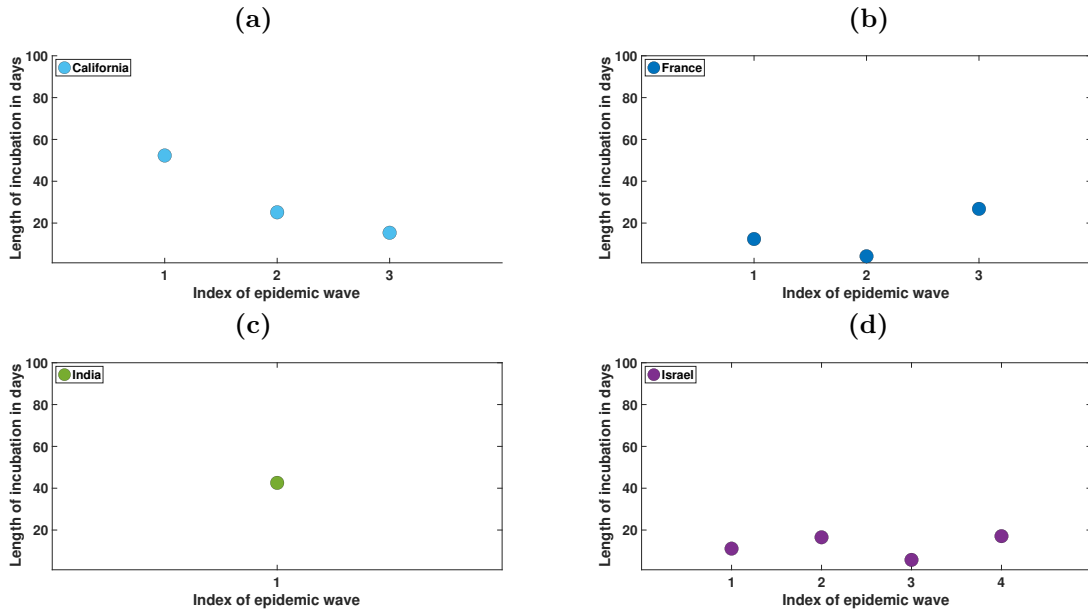 (a)
Length of incubation in days
100
80
60
40
20
California
1 2 3
Index of epidemic wave
(b)
Length of incubation in days
100
80
60
40
20
France
1 2 3
Index of epidemic wave
(c)
Length of incubation in days
100
80
60
40
20
India
1
Index of epidemic wave
(d)
Length of incubation in days
100
80
60
40
20
Israel
1 2 3 4
Index of epidemic wave